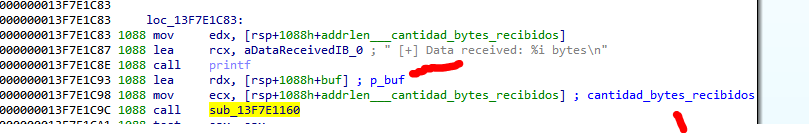 000000013F7E1C83
000000013F7E1C83 loc_13F7E1C83:
000000013F7E1C83 1088 mov edx, [rsp+1088h+addrlen___cantidad_bytes_recibidos]
000000013F7E1C87 1088 lea rcx, aDataReceivedIB_0 ; " [+] Data received: %i bytes\n"
000000013F7E1C8E 1088 call printf
000000013F7E1C93 1088 lea rdx, [rsp+1088h+buf] ; p_buf
000000013F7E1C98 1088 mov ecx, [rsp+1088h+addrlen___cantidad_bytes_recibidos] ; cantidad_bytes_recibidos
000000013F7E1C9C 1088 call sub_13F7E1160